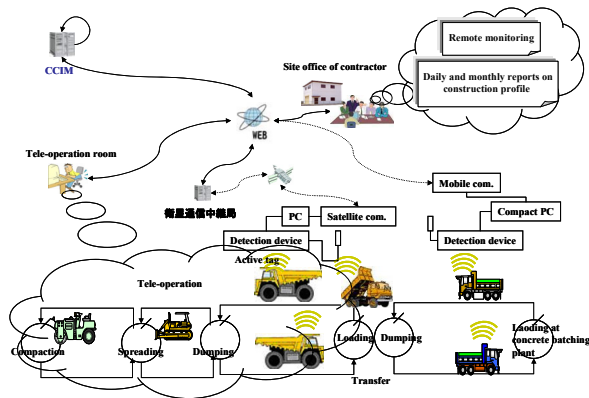 Remote monitoring
CCIM
Site office of contractor
Daily and monthly reports on
construction profile
WEB
Tele-operation room
Mobile com.
衛星通信中継局
PC
Satellite com.
Compact PC
Detection device
Detection device
Active tag
Tele-operation
Compaction
Spreading
Dumping
Loading
Dumping
Laoding at
concrete batching
plant
Transfer